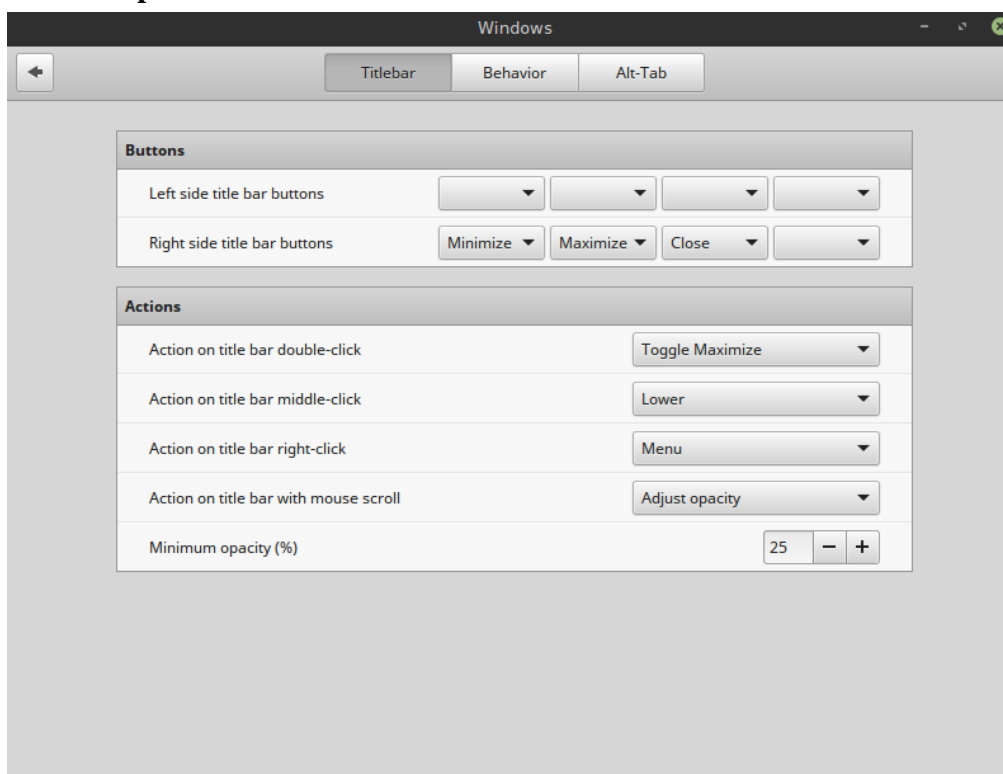 Windows
Titlebar Behavior Alt-Tab
Buttons
Left side title bar buttons
Right side title bar buttons Minimize Maximize Close
Actions
Action on title bar double-click Toggle Maximize
Action on title bar middle-click Lower
Action on title bar right-click Menu
Action on title bar with mouse scroll Adjust opacity
Minimum opacity (%) 25